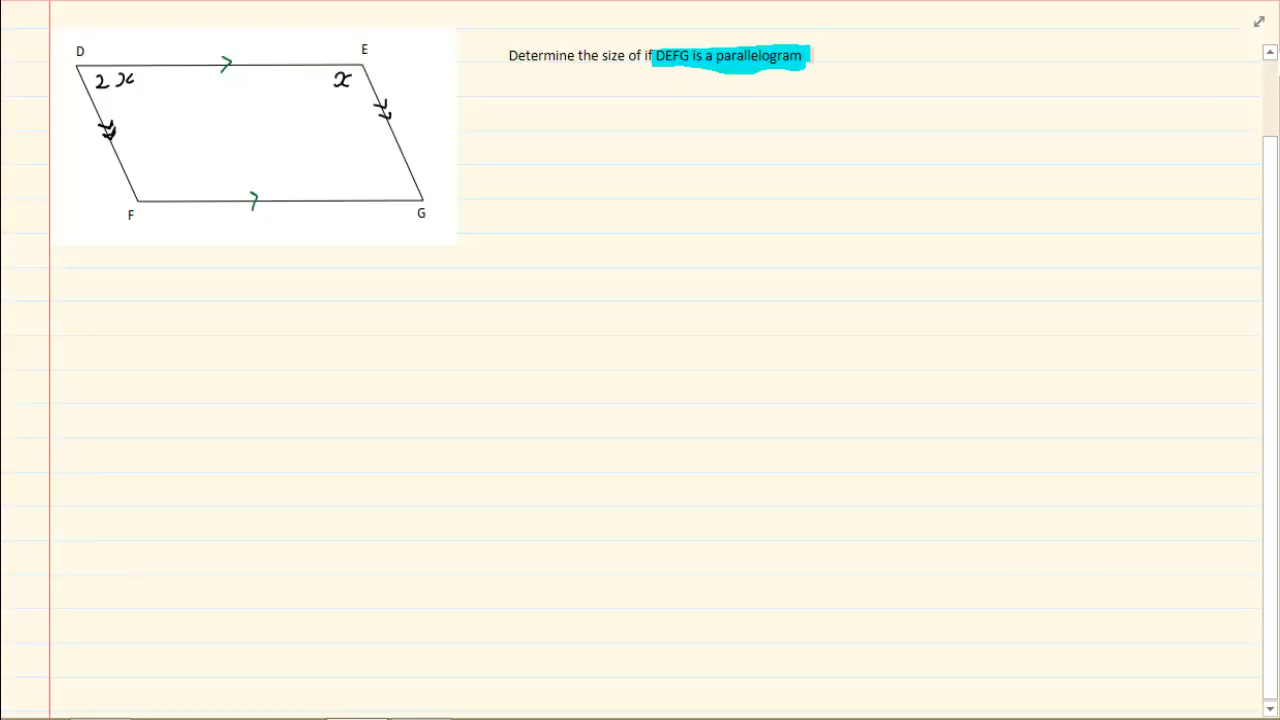 D
E
Determine the size of if DEFG is a parallelogram
2x
x
F
G